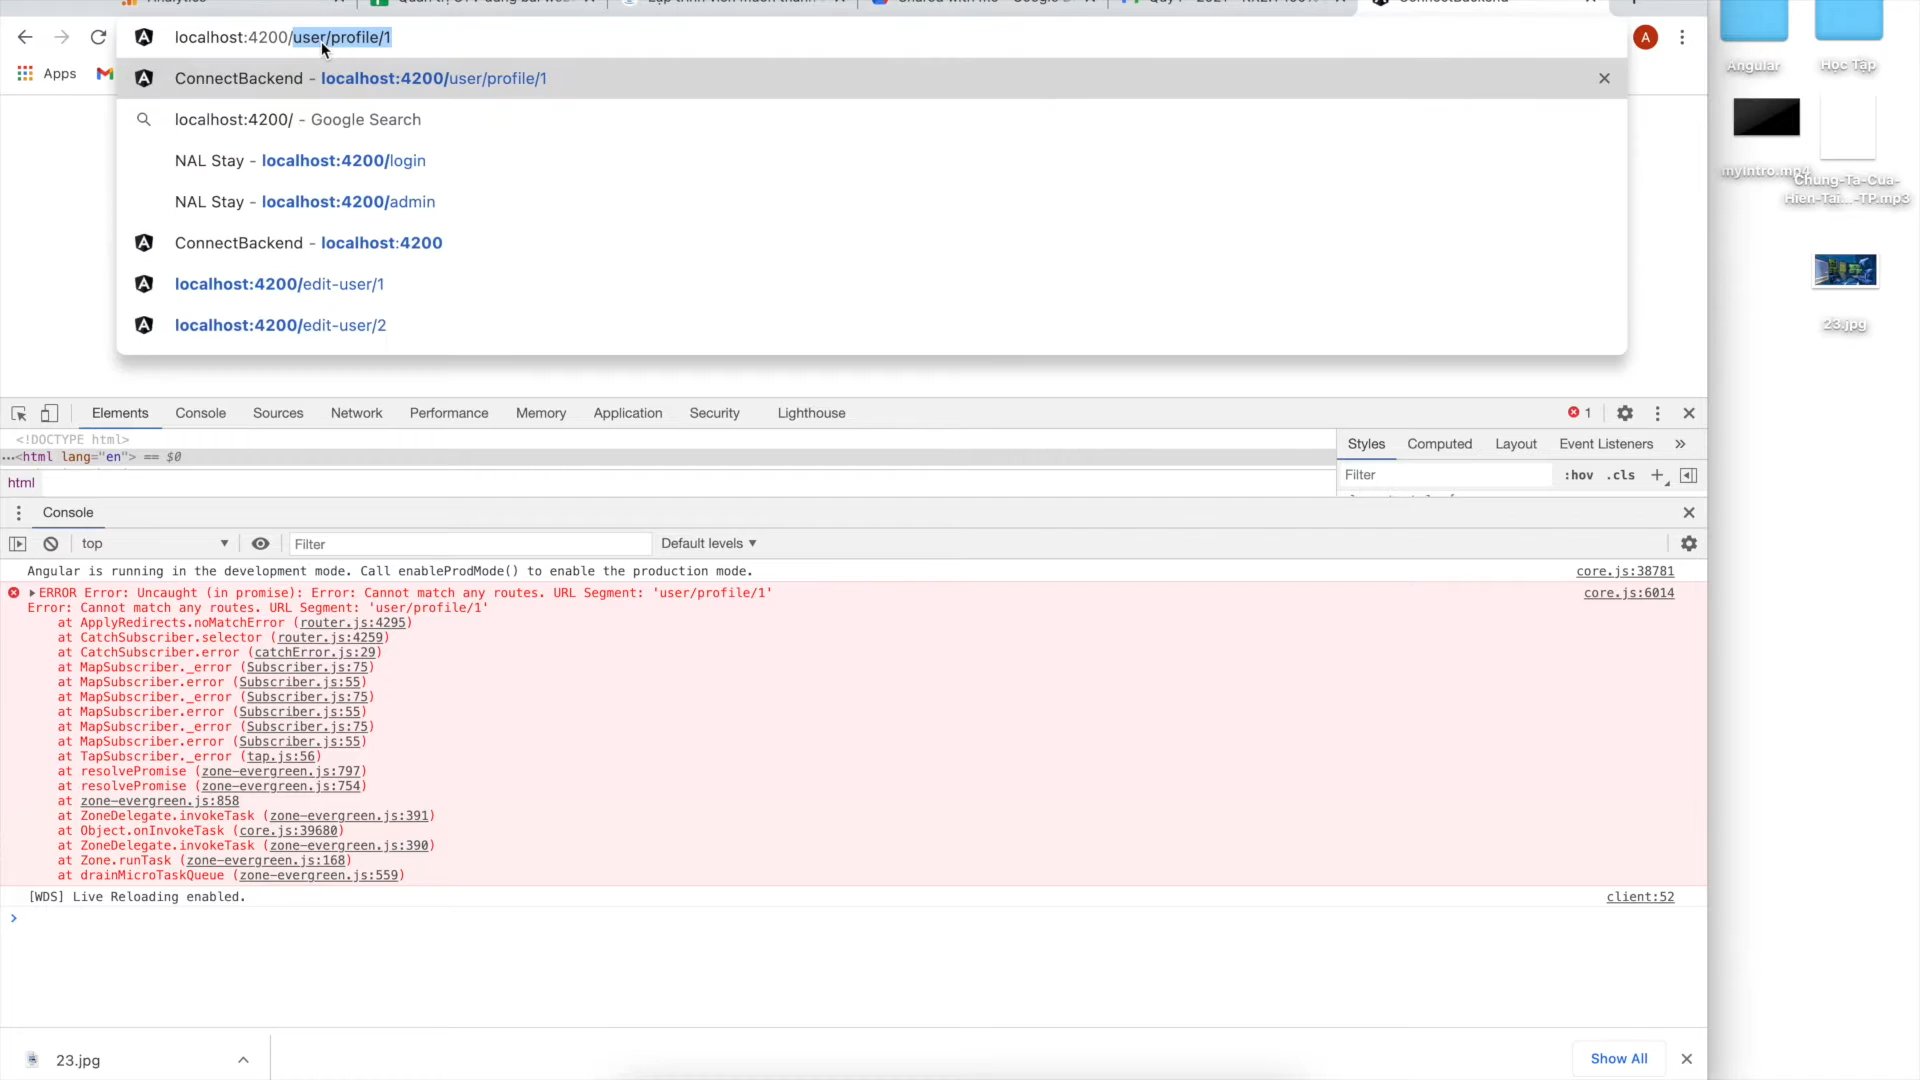 Analytics
localhost:4200/user/profile/1
A
Apps
ConnectBackend - localhost:4200/user/profile/1
localhost:4200/ - Google Search
NAL Stay - localhost:4200/login
NAL Stay - localhost:4200/admin
ConnectBackend - localhost:4200
localhost:4200/edit-user/1
localhost:4200/edit-user/2
Angular
Học Tập
myIntro.mp4
Chung-Ta-Cua-
Hien-Tai...-TP.mp3
23.jpg
Elements Console Sources Network Performance Memory Application Security Lighthouse 1
<!DOCTYPE html>
…<html lang="en"> == $0
html
Styles Computed Layout Event Listeners »
Filter :hov .cls +
Console
top Filter Default levels
Angular is running in the development mode. Call enableProdMode() to enable the production mode. core.js:38781
ERROR Error: Uncaught (in promise): Error: Cannot match any routes. URL Segment: 'user/profile/1' core.js:6014
Error: Cannot match any routes. URL Segment: 'user/profile/1'
at ApplyRedirects.noMatchError (router.js:4295)
at CatchSubscriber.selector (router.js:4259)
at CatchSubscriber.error (catchError.js:29)
at MapSubscriber._error (Subscriber.js:75)
at MapSubscriber.error (Subscriber.js:55)
at MapSubscriber._error (Subscriber.js:75)
at MapSubscriber.error (Subscriber.js:55)
at MapSubscriber._error (Subscriber.js:75)
at MapSubscriber.error (Subscriber.js:55)
at TapSubscriber._error (tap.js:56)
at resolvePromise (zone-evergreen.js:797)
at resolvePromise (zone-evergreen.js:754)
at zone-evergreen.js:858
at ZoneDelegate.invokeTask (zone-evergreen.js:391)
at Object.onInvokeTask (core.js:39680)
at ZoneDelegate.invokeTask (zone-evergreen.js:390)
at Zone.runTask (zone-evergreen.js:168)
at drainMicroTaskQueue (zone-evergreen.js:559)
[WDS] Live Reloading enabled. client:52
23.jpg Show All